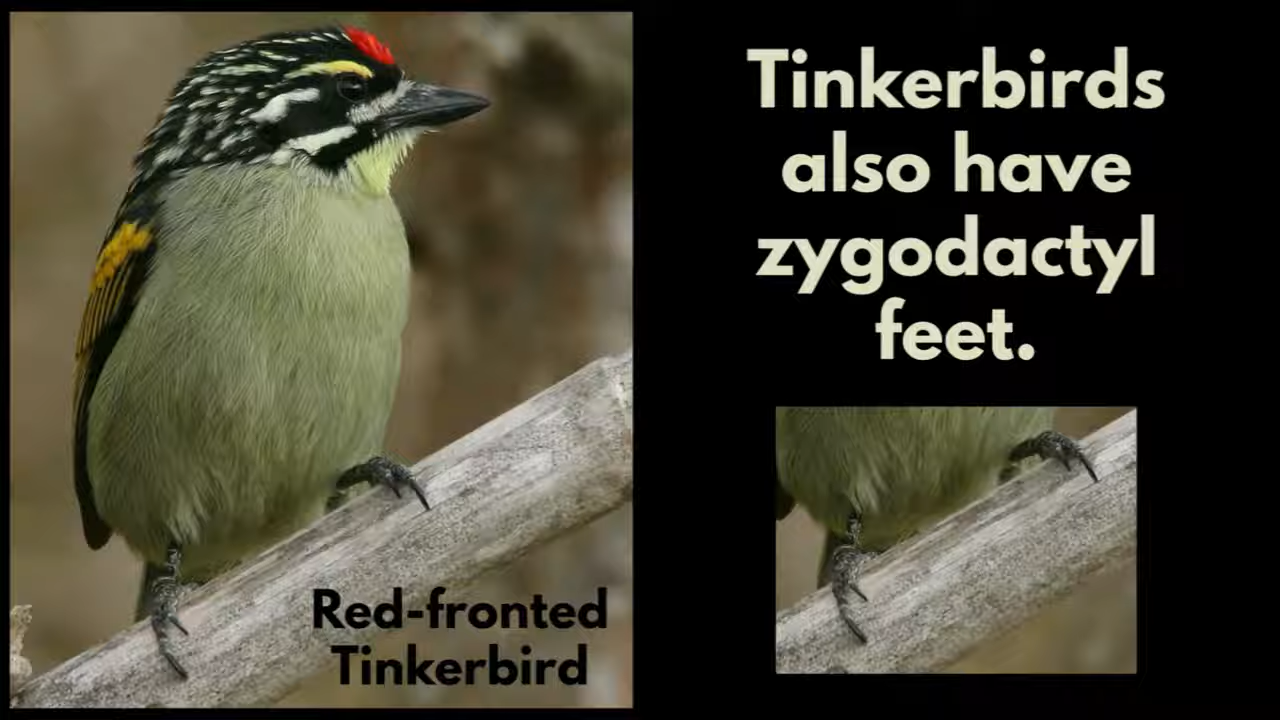 Tinkerbirds
also have
zygodactyl
feet.
Red-fronted
Tinkerbird